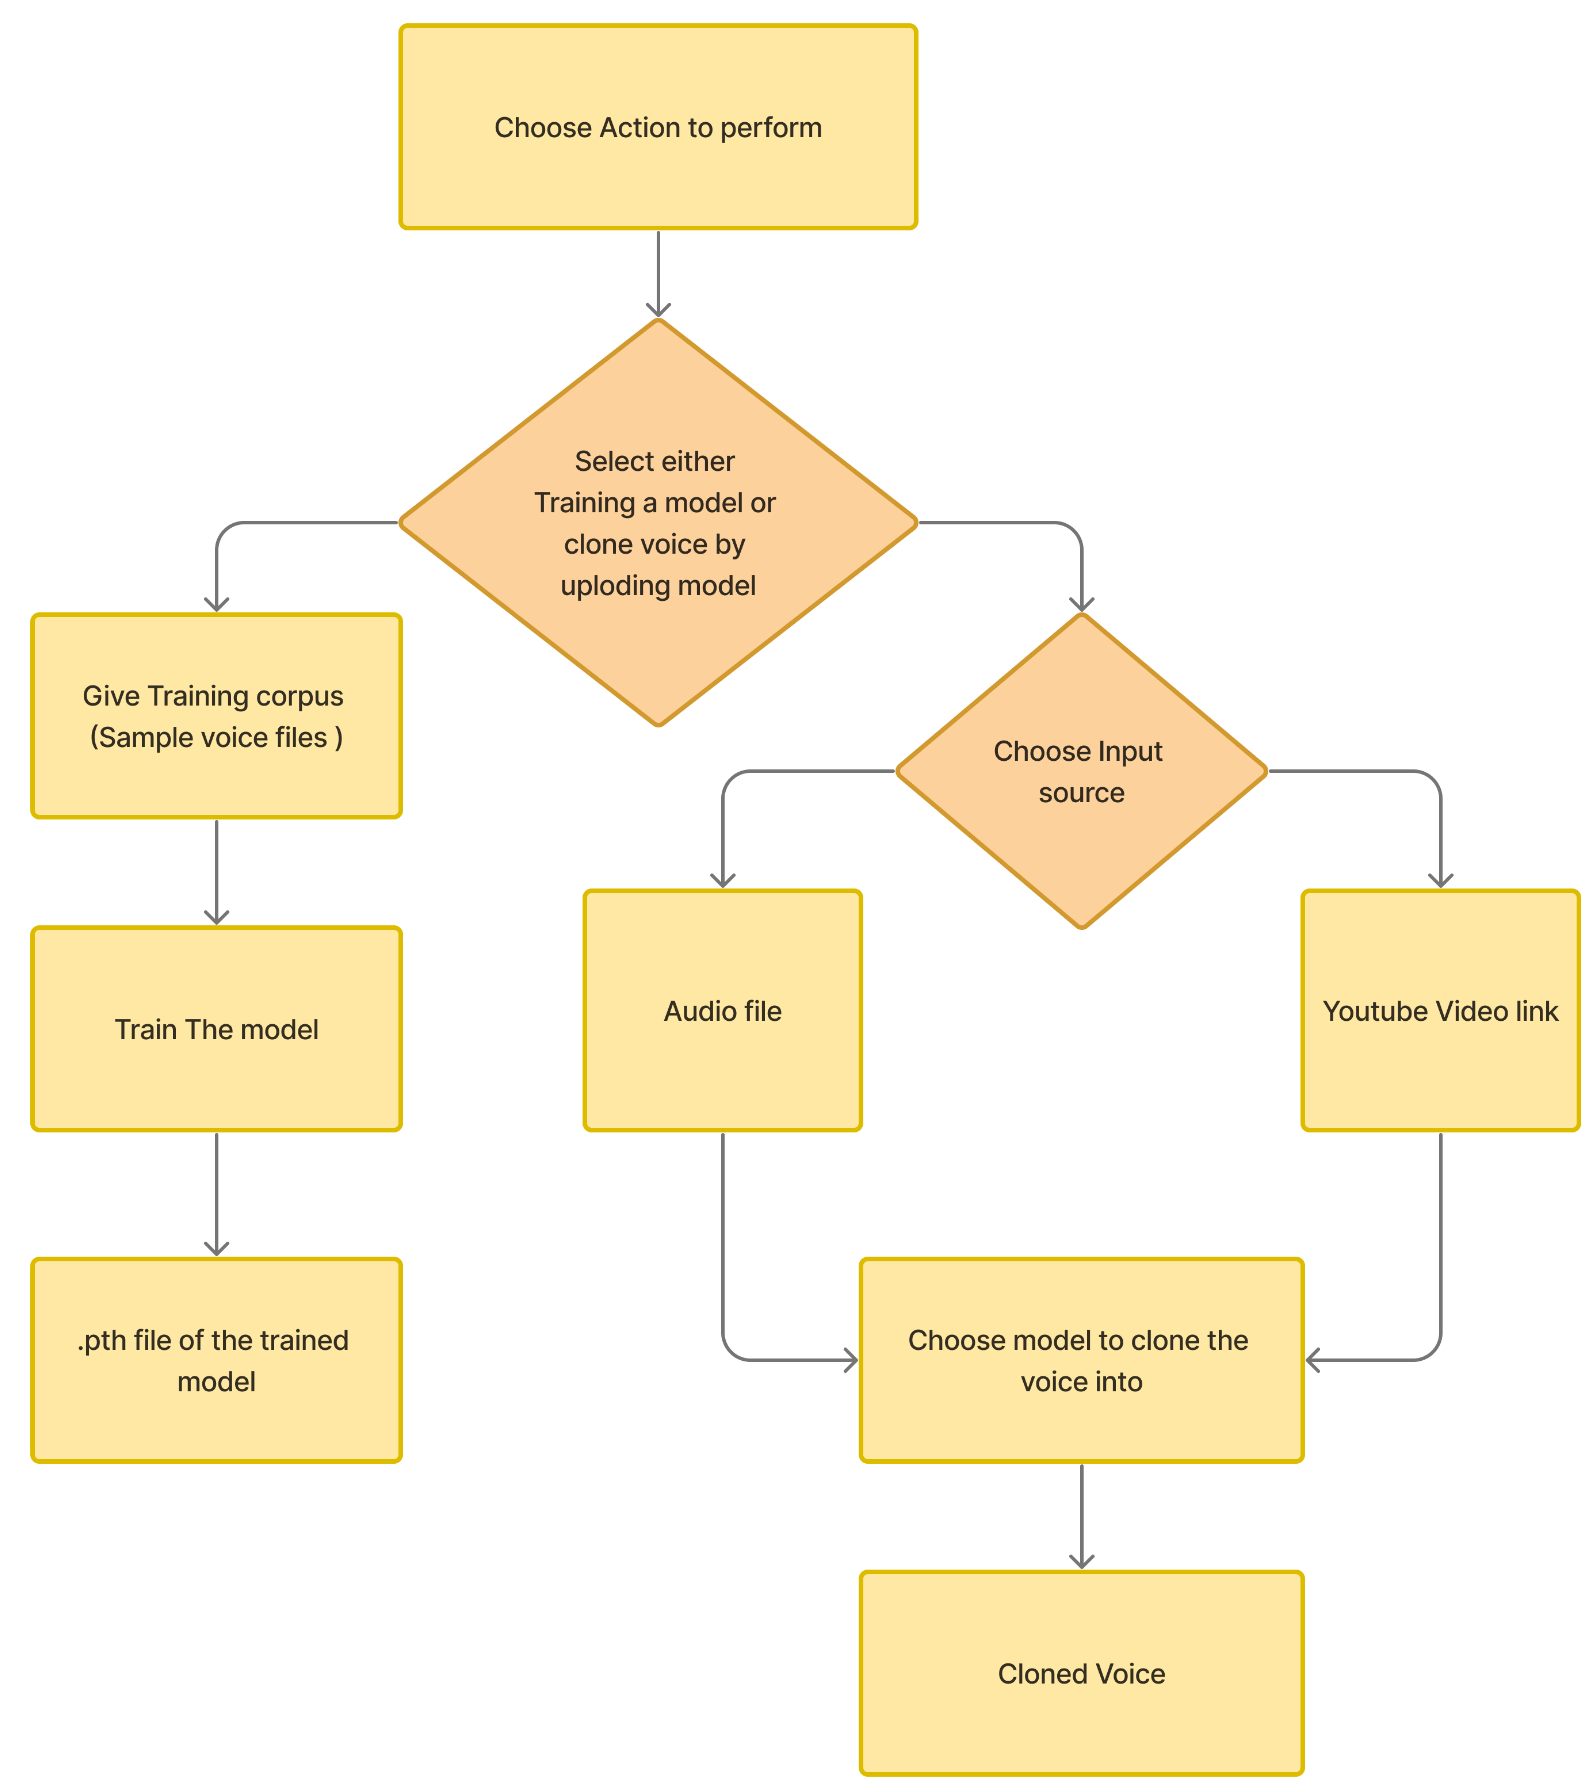 Choose Action to perform
Select either
Training a model or
clone voice by
uploding model
Give Training corpus
(Sample voice files )
Choose Input
source
Audio file
Youtube Video link
Train The model
.pth file of the trained
model
Choose model to clone the
voice into
Cloned Voice